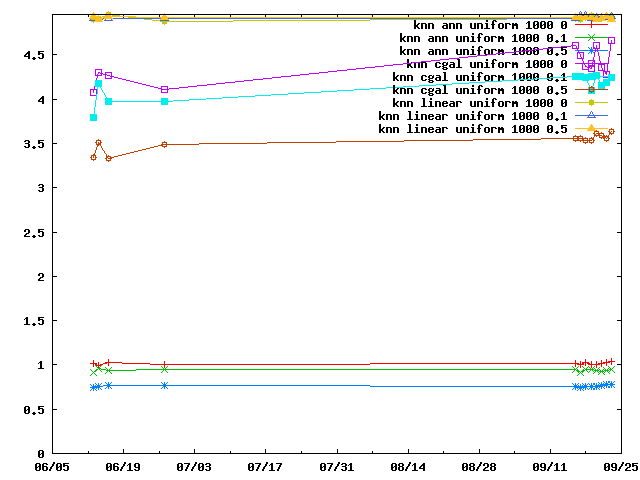 knn ann uniform 1000 0
knn ann uniform 1000 0.1
knn ann uniform 1000 0.5
knn cgal uniform 1000 0
knn cgal uniform 1000 0.1
knn cgal uniform 1000 0.5
knn linear uniform 1000 0
knn linear uniform 1000 0.1
knn linear uniform 1000 0.5
4.5
4
3.5
3
2.5
2
1.5
1
0.5
0
06/05 06/19 07/03 07/17 07/31 08/14 08/28 09/11 09/25